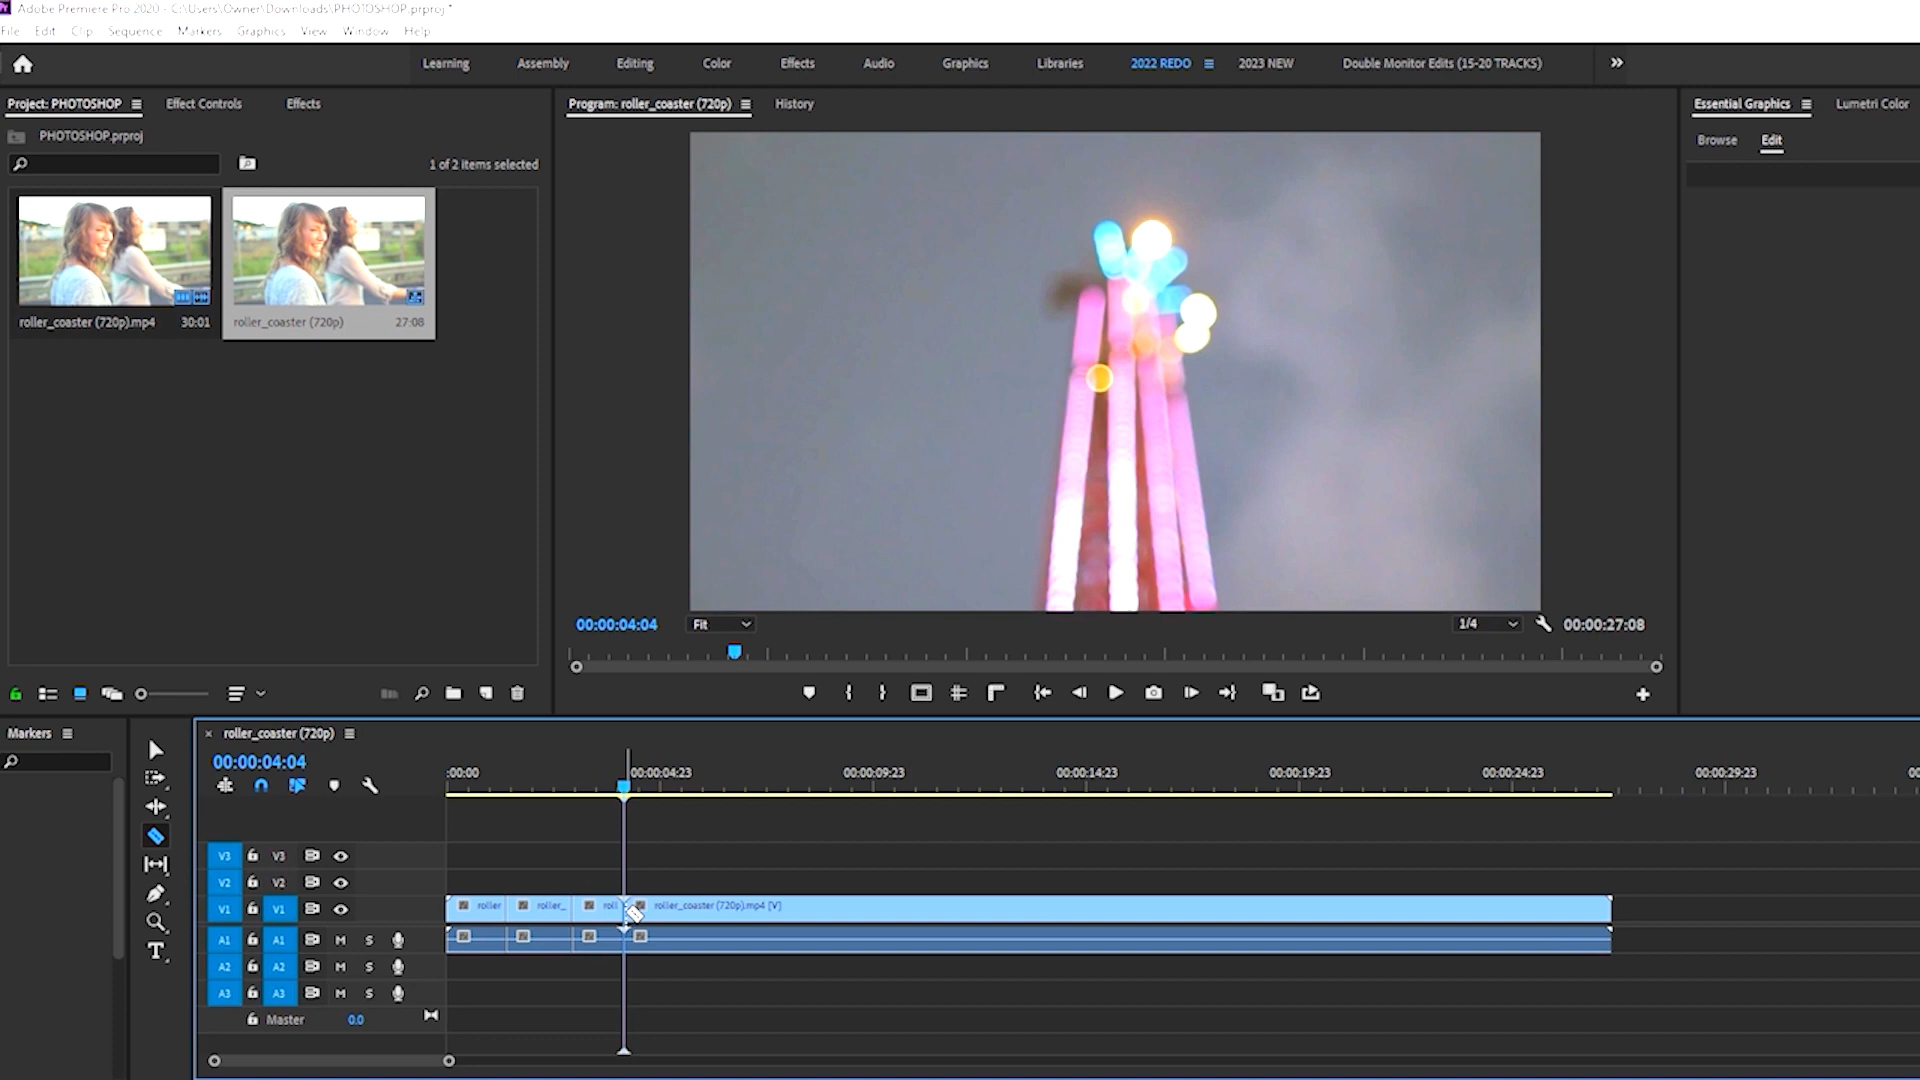 Adobe Premiere Pro 2020 - C:\Users\Owner\Downloads\PHOTOSHOP.prproj *
File Edit Clip Sequence Markers Graphics View Window Help
Learning Assembly Editing Color Effects Audio Graphics Libraries 2022 REDO 2023 NEW Double Monitor Edits (15-20 TRACKS)
Project: PHOTOSHOP Effect Controls Effects
Program: roller_coaster (720p) History
Essential Graphics Lumetri Color
PHOTOSHOP.prproj
Browse Edit
1 of 2 items selected
roller_coaster (720p).mp4 30:01
roller_coaster (720p) 27:08
00:00:04:04 Fit 1/4 00:00:27:08
Markers
roller_coaster (720p)
00:00:04:04
:00:00 00:00:04:23 00:00:09:23 00:00:14:23 00:00:19:23 00:00:24:23 00:00:29:23 00
V3 V3
V2 V2
V1 V1 roller roller_ roll roller_coaster (720p).mp4 [V]
A1 A1 M S
A2 A2 M S
A3 A3 M S
Master 0.0